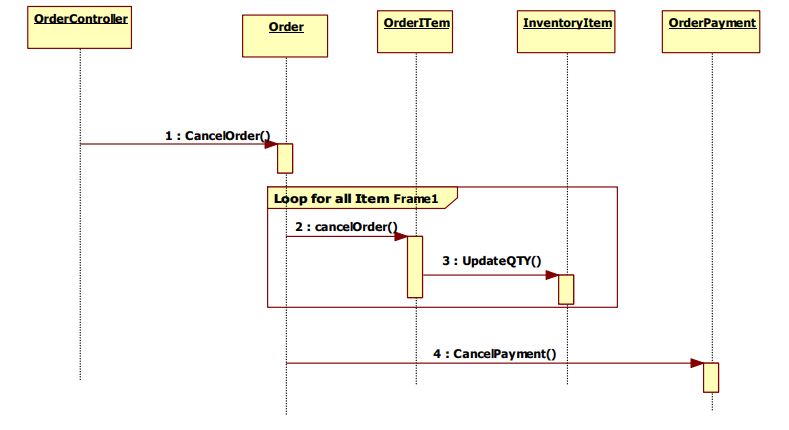 OrderController
Order
OrderITem
InventoryItem
OrderPayment
1 : CancelOrder()
Loop for all Item Frame1
2 : cancelOrder()
3 : UpdateQTY()
4 : CancelPayment()